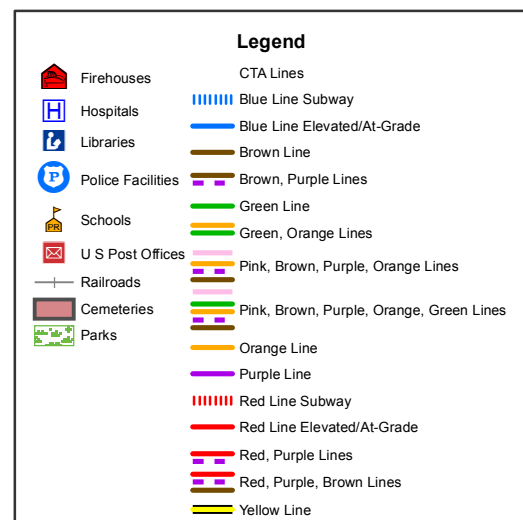 Legend
Firehouses
H
Hospitals
Libraries
P
Police Facilities
PR
Schools
U S Post Offices
Railroads
Cemeteries
Parks
CTA Lines
Blue Line Subway
Blue Line Elevated/At-Grade
Brown Line
Brown, Purple Lines
Green Line
Green, Orange Lines
Pink, Brown, Purple, Orange Lines
Pink, Brown, Purple, Orange, Green Lines
Orange Line
Purple Line
Red Line Subway
Red Line Elevated/At-Grade
Red, Purple Lines
Red, Purple, Brown Lines
Yellow Line